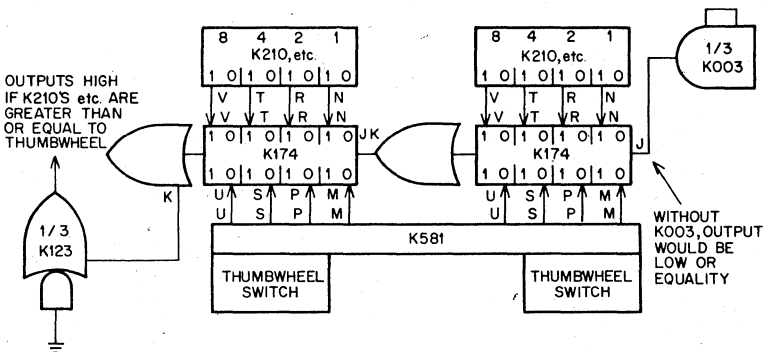 8 4 2 1
K210, etc.
1 0 1 0 1 0 1 0
V T R N
V T R N
1 0 1 0 1 0 1 0
K174
1 0 1 0 1 0 1 0
U S P M
U S P M
JK
8 4 2 1
K210, etc.
1 0 1 0 1 0 1 0
V T R N
V T R N
1 0 1 0 1 0 1 0
K174
1 0 1 0 1 0 1 0
U S P M
U S P M
J
1/3
K003
OUTPUTS HIGH
IF K210'S etc. ARE
GREATER THAN
OR EQUAL TO
THUMBWHEEL
K
1/3
K123
K581
THUMBWHEEL
SWITCH
THUMBWHEEL
SWITCH
WITHOUT
K003, OUTPUT
WOULD BE
LOW OR
EQUALITY